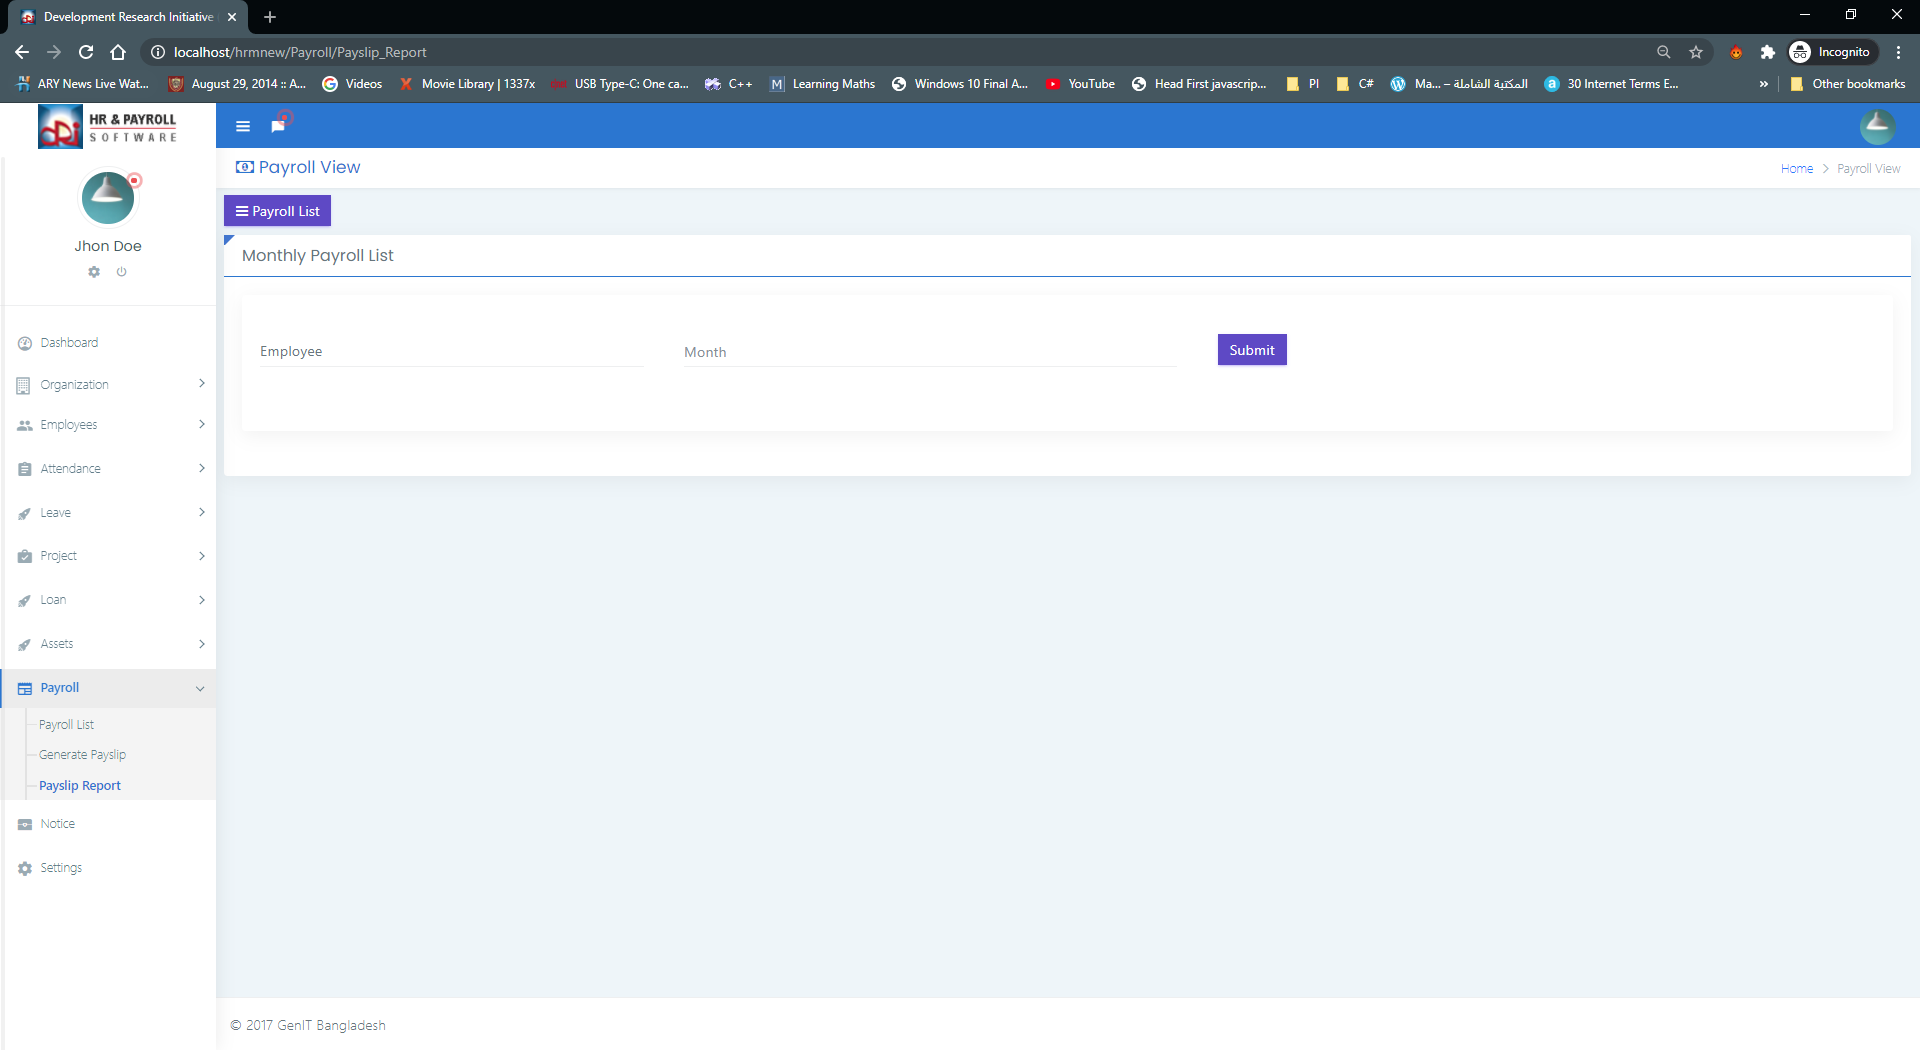 Development Research Initiative
localhost/hrmnew/Payroll/Payslip_Report
Incognito
ARY News Live Wat...
August 29, 2014 :: A...
Videos
Movie Library | 1337x
USB Type-C: One ca...
C++
Learning Maths
Windows 10 Final A...
YouTube
Head First javascrip...
PI
C#
Ma... – المكتبة الشاملة
30 Internet Terms E...
»
Other bookmarks
HR & PAYROLL
SOFTWARE
Payroll View
Home > Payroll View
Jhon Doe
Payroll List
Monthly Payroll List
Employee
Month
Submit
Dashboard
Organization
Employees
Attendance
Leave
Project
Loan
Assets
Payroll
Payroll List
Generate Payslip
Payslip Report
Notice
Settings
© 2017 GenIT Bangladesh